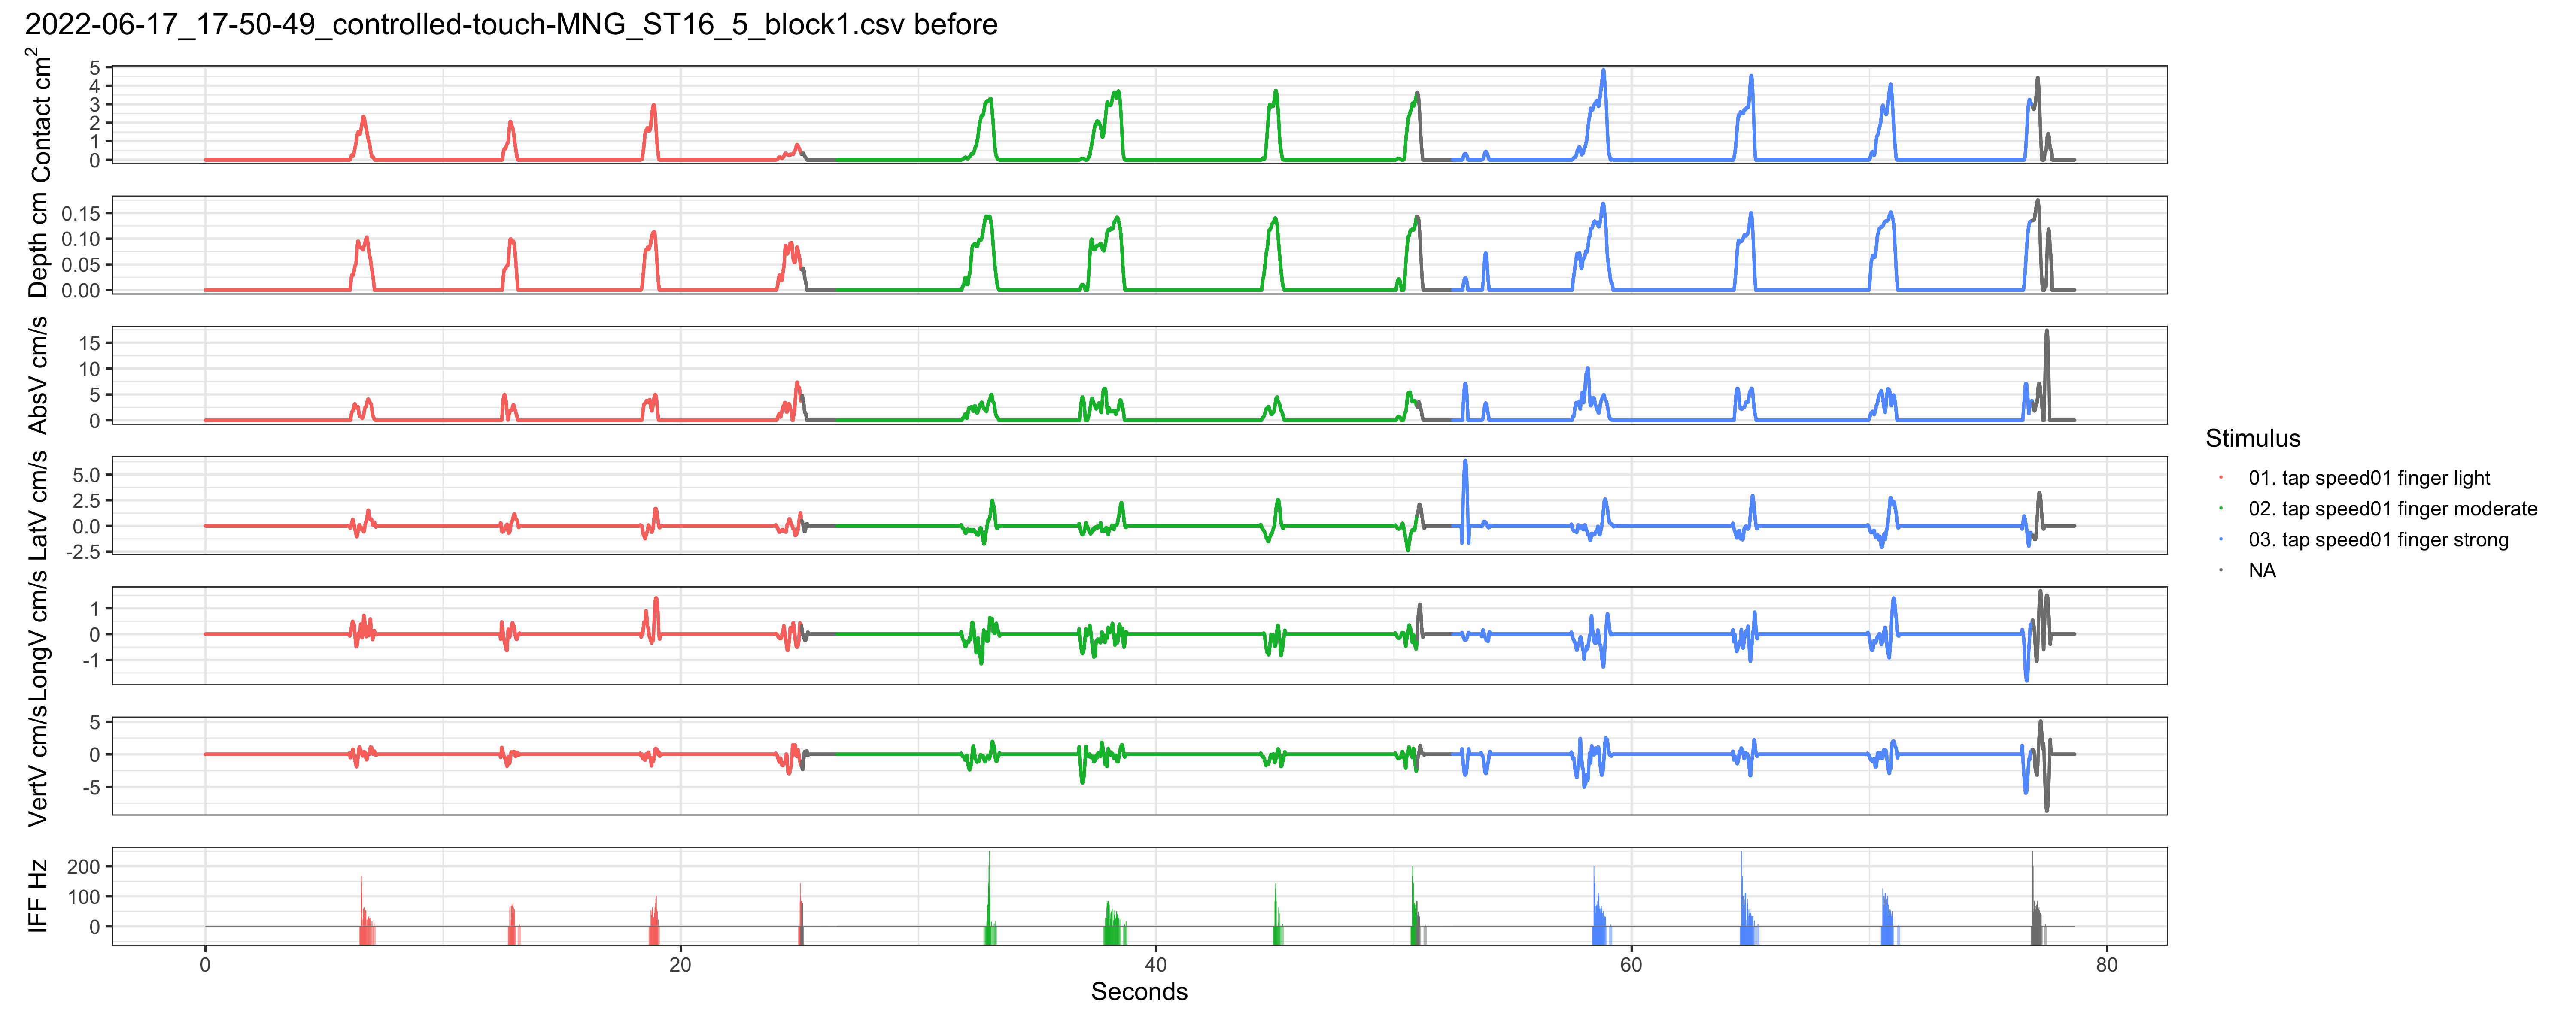 2022-06-17_17-50-49_controlled-touch-MNG_ST16_5_block1.csv before
Contact cm²
5
4
3
2
1
0
Depth cm
0.15
0.10
0.05
0.00
AbsV cm/s
15
10
5
0
LatV cm/s
5.0
2.5
0.0
-2.5
LongV cm/s
1
0
-1
VertV cm/s
5
0
-5
IFF Hz
200
100
0
0 20 40 60 80
Seconds
Stimulus
01. tap speed01 finger light
02. tap speed01 finger moderate
03. tap speed01 finger strong
NA